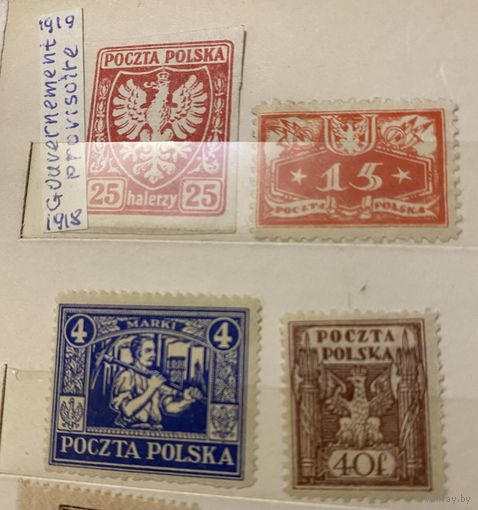 1919
Gouvernement
provisoire
1918
POCZTA POLSKA
25 halerzy 25
15
POCZTA POLSKA
4 MARKI 4
POCZTA POLSKA
POCZTA
POLSKA
40f.